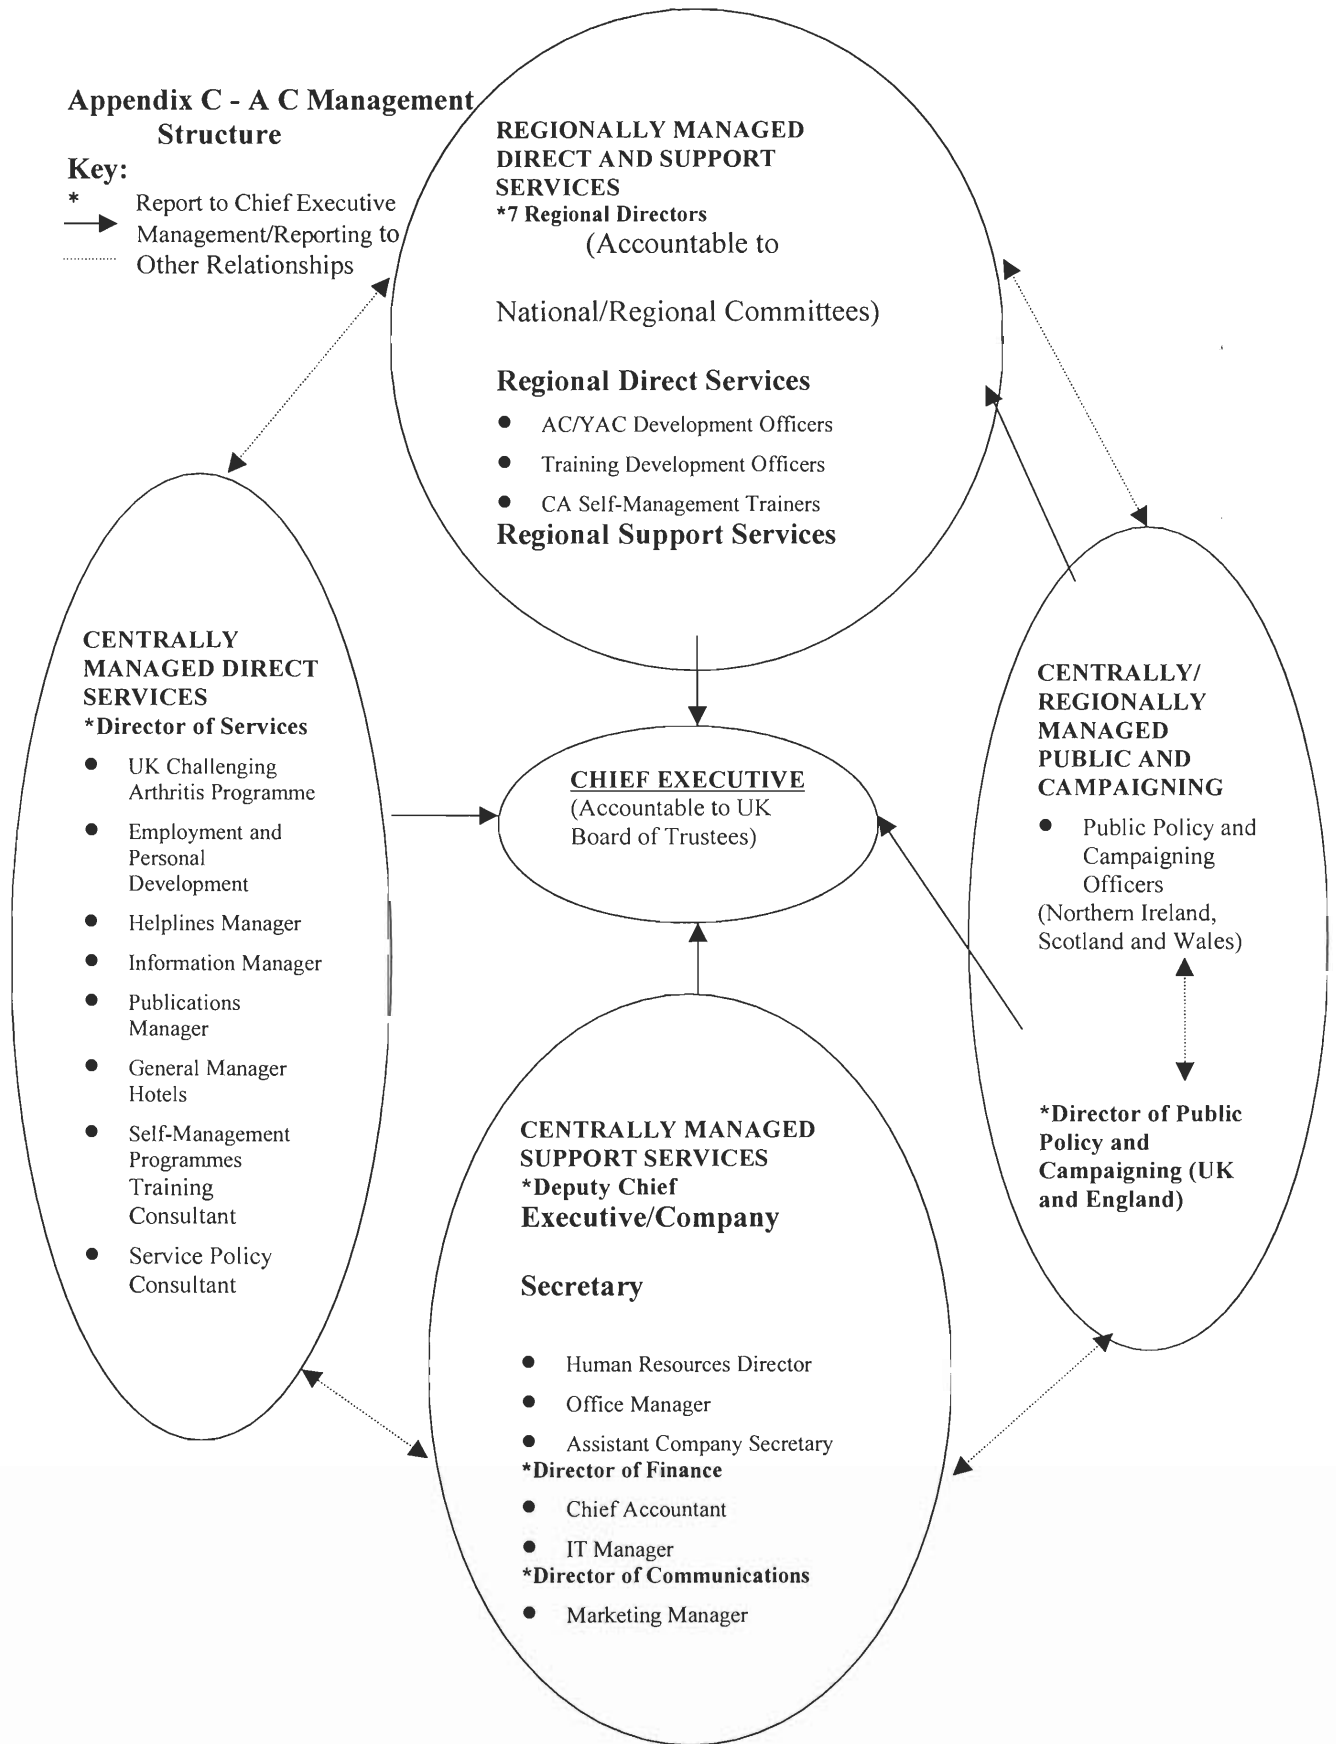 Appendix C - A C Management
Structure
Key:
* Report to Chief Executive
Management/Reporting to
Other Relationships
REGIONALLY MANAGED
DIRECT AND SUPPORT
SERVICES
*7 Regional Directors
(Accountable to
National/Regional Committees)
Regional Direct Services
● AC/YAC Development Officers
● Training Development Officers
● CA Self-Management Trainers
Regional Support Services
CENTRALLY
MANAGED DIRECT
SERVICES
*Director of Services
● UK Challenging
Arthritis Programme
● Employment and
Personal
Development
● Helplines Manager
● Information Manager
● Publications
Manager
● General Manager
Hotels
● Self-Management
Programmes
Training
Consultant
● Service Policy
Consultant
CHIEF EXECUTIVE
(Accountable to UK
Board of Trustees)
CENTRALLY/
REGIONALLY
MANAGED
PUBLIC AND
CAMPAIGNING
● Public Policy and
Campaigning
Officers
(Northern Ireland,
Scotland and Wales)
*Director of Public
Policy and
Campaigning (UK
and England)
CENTRALLY MANAGED
SUPPORT SERVICES
*Deputy Chief
Executive/Company
Secretary
● Human Resources Director
● Office Manager
● Assistant Company Secretary
*Director of Finance
● Chief Accountant
● IT Manager
*Director of Communications
● Marketing Manager